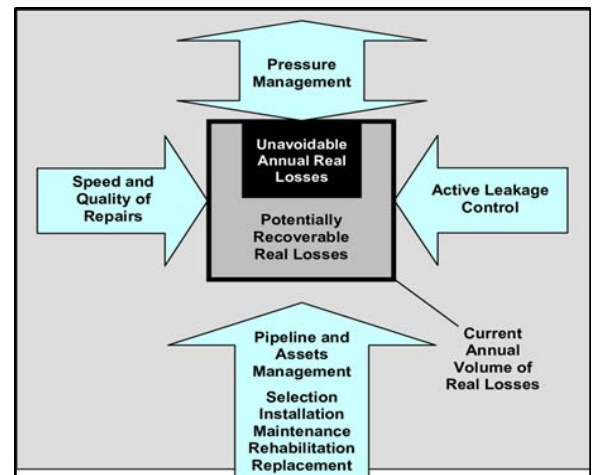 Pressure
Management
Unavoidable
Annual Real
Losses
Speed and
Quality of
Repairs
Active Leakage
Control
Potentially
Recoverable
Real Losses
Pipeline and
Assets
Management
Selection
Installation
Maintenance
Rehabilitation
Replacement
Current
Annual
Volume of
Real Losses